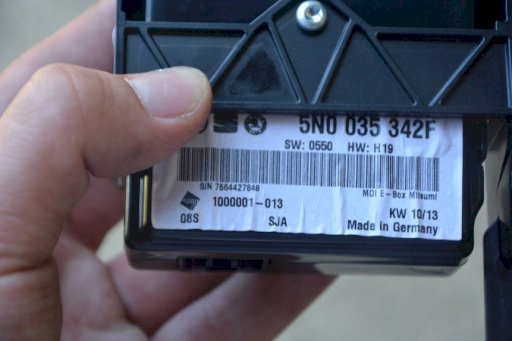 5N0 035 342F
SW: 0550 HW: H19
S/N 7664427848
MDI E-Box Mitsumi
1000001-013
KW 10/13
08S SJA Made in Germany